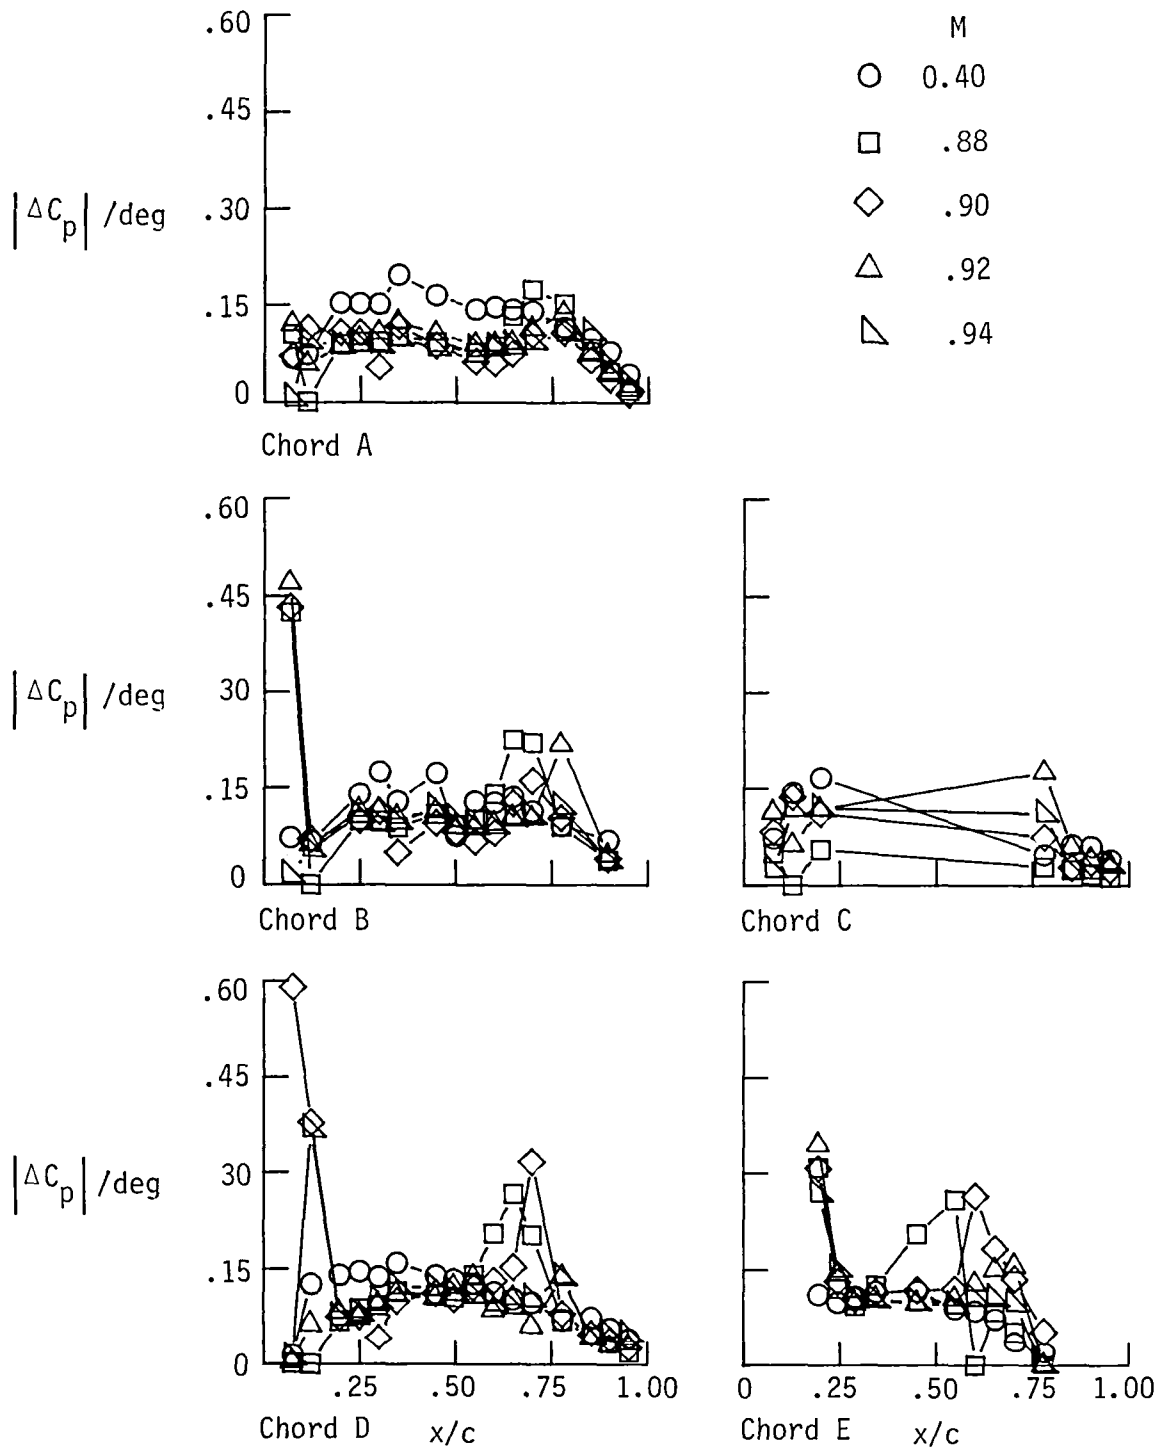 M
0.40
.88
.90
.92
.94
.60
.45
.30
.15
0
|ΔCp| /deg
Chord A
.60
.45
30
.15
0
|ΔCp| /deg
Chord B
Chord C
.60
.45
30
.15
0
|ΔCp| /deg
.25 .50 .75 1.00
Chord D x/c
0 .25 .50 .75 1.00
Chord E x/c